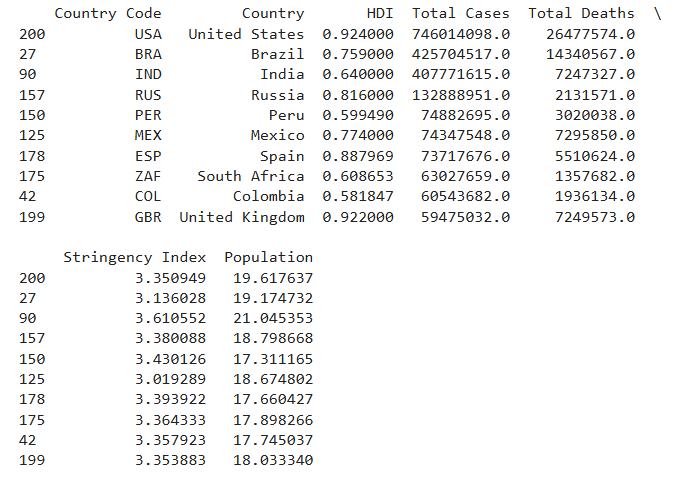 Country Code Country HDI Total Cases Total Deaths \
200 USA United States 0.924000 746014098.0 26477574.0
27 BRA Brazil 0.759000 425704517.0 14340567.0
90 IND India 0.640000 407771615.0 7247327.0
157 RUS Russia 0.816000 132888951.0 2131571.0
150 PER Peru 0.599490 74882695.0 3020038.0
125 MEX Mexico 0.774000 74347548.0 7295850.0
178 ESP Spain 0.887969 73717676.0 5510624.0
175 ZAF South Africa 0.608653 63027659.0 1357682.0
42 COL Colombia 0.581847 60543682.0 1936134.0
199 GBR United Kingdom 0.922000 59475032.0 7249573.0
Stringency Index Population
200 3.350949 19.617637
27 3.136028 19.174732
90 3.610552 21.045353
157 3.380088 18.798668
150 3.430126 17.311165
125 3.019289 18.674802
178 3.393922 17.660427
175 3.364333 17.898266
42 3.357923 17.745037
199 3.353883 18.033340